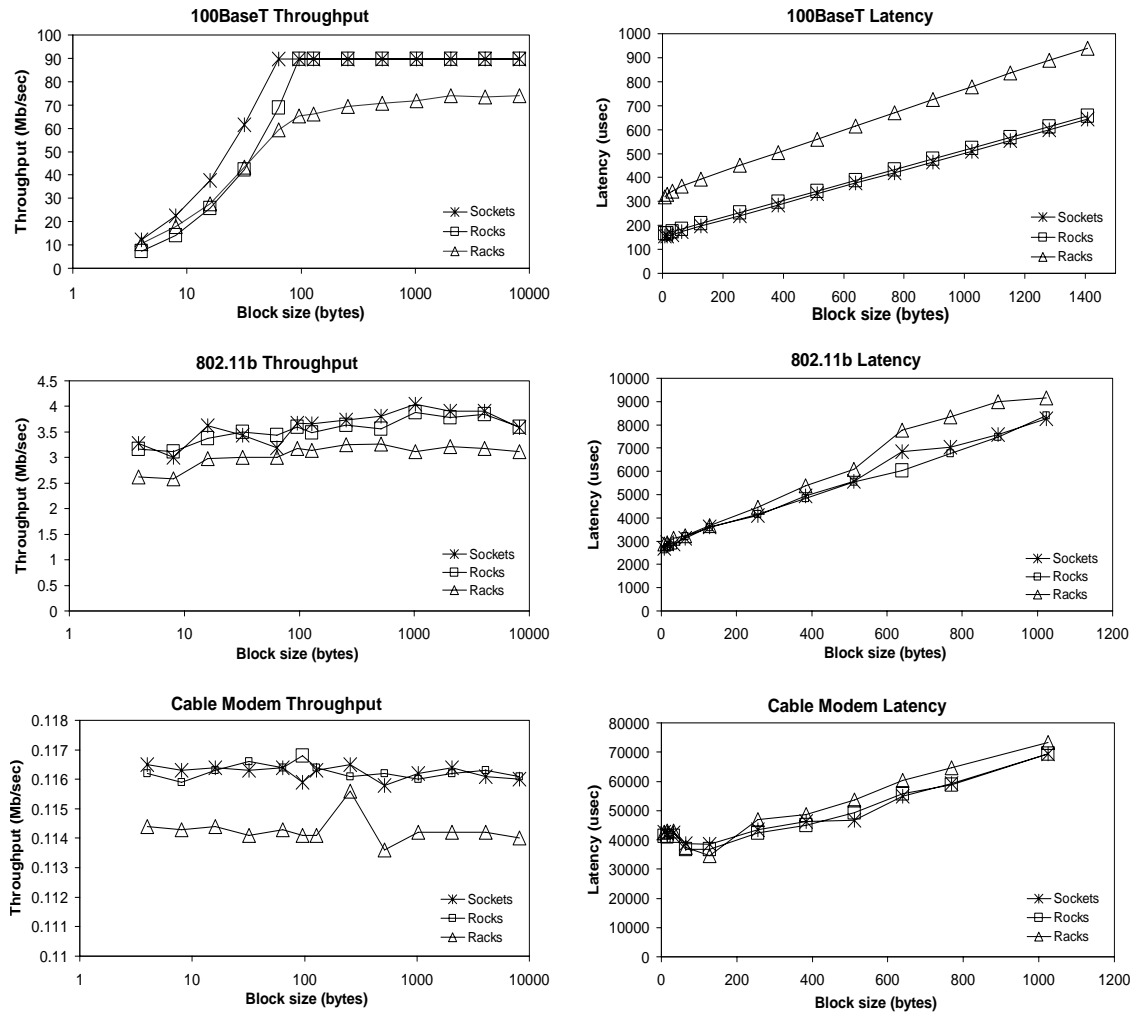 100BaseT Throughput
Throughput (Mb/sec)
100
90
80
70
60
50
40
30
20
10
0
1 10 100 1000 10000
Block size (bytes)
Sockets
Rocks
Racks
100BaseT Latency
Latency (usec)
1000
900
800
700
600
500
400
300
200
100
0
0 200 400 600 800 1000 1200 1400
Block size (bytes)
Sockets
Rocks
Racks
802.11b Throughput
Throughput (Mb/sec)
4.5
4
3.5
3
2.5
2
1.5
1
0.5
0
1 10 100 1000 10000
Block size (bytes)
Sockets
Rocks
Racks
802.11b Latency
Latency (usec)
10000
9000
8000
7000
6000
5000
4000
3000
2000
1000
0
0 200 400 600 800 1000 1200
Block size (bytes)
Sockets
Rocks
Racks
Cable Modem Throughput
Throughput (Mb/sec)
0.118
0.117
0.116
0.115
0.114
0.113
0.112
0.111
0.11
1 10 100 1000 10000
Block size (bytes)
Sockets
Rocks
Racks
Cable Modem Latency
Latency (usec)
80000
70000
60000
50000
40000
30000
20000
10000
0
0 200 400 600 800 1000 1200
Block size (bytes)
Sockets
Rocks
Racks